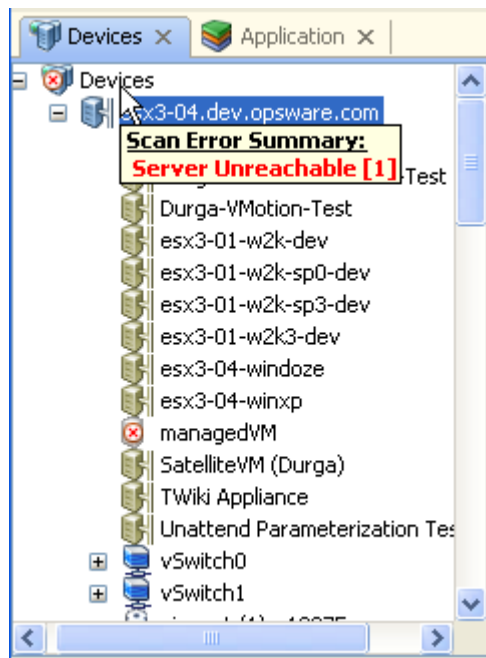 Devices
Application
Devices
esx3-04.dev.opsware.com
Scan Error Summary:
Server Unreachable [1]
-Test
Durga-VMotion-Test
esx3-01-w2k-dev
esx3-01-w2k-sp0-dev
esx3-01-w2k-sp3-dev
esx3-01-w2k3-dev
esx3-04-windoze
esx3-04-winxp
managedVM
SatelliteVM (Durga)
TWiki Appliance
Unattend Parameterization Tes
vSwitch0
vSwitch1